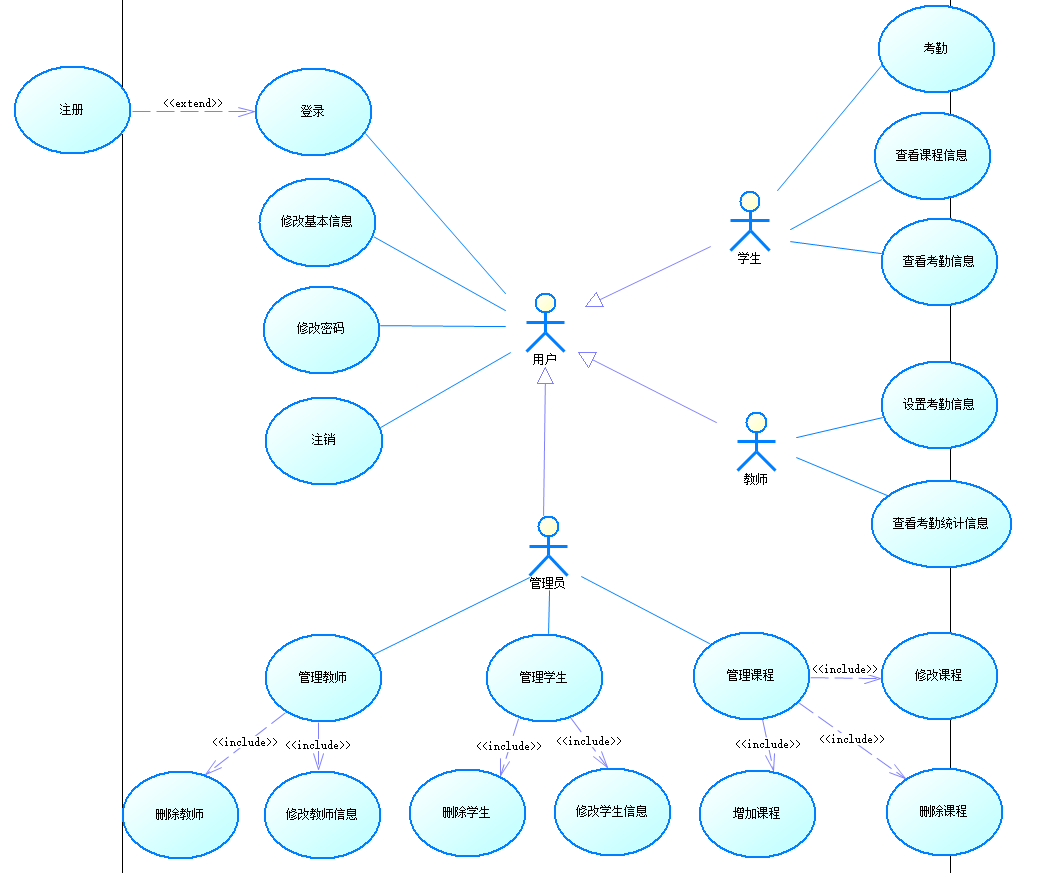 考勤
注册
<<extend>>
登录
查看课程信息
修改基本信息
学生
查看考勤信息
修改密码
用户
设置考勤信息
注销
教师
查看考勤统计信息
管理员
管理教师
管理学生
管理课程
<<include>>
修改课程
<<include>>
<<include>>
<<include>>
<<include>>
<<include>>
<<include>>
删除教师
修改教师信息
删除学生
修改学生信息
增加课程
删除课程